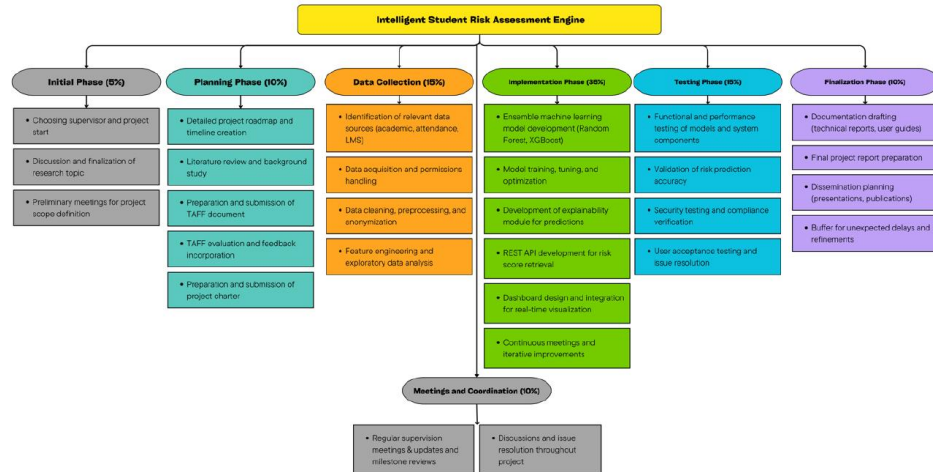 Intelligent Student Risk Assessment Engine
Initial Phase (5%)
• Choosing supervisor and project
start
• Discussion and finalization of
research topic
• Preliminary meetings for project
scope definition
Planning Phase (10%)
• Detailed project roadmap and
timeline creation
• Literature review and background
study
• Preparation and submission of
TAFF document
• TAFF evaluation and feedback
incorporation
• Preparation and submission of
project charter
Data Collection (15%)
• Identification of relevant data
sources (academic, attendance,
LMS)
• Data acquisition and permissions
handling
• Data cleaning, preprocessing, and
anonymization
• Feature engineering and
exploratory data analysis
Implementation Phase (35%)
• Ensemble machine learning
model development (Random
Forest, XGBoost)
• Model training, tuning, and
optimization
• Development of explainability
module for predictions
• REST API development for risk
score retrieval
• Dashboard design and integration
for real-time visualization
• Continuous meetings and
iterative improvements
Testing Phase (15%)
• Functional and performance
testing of models and system
components
• Validation of risk prediction
accuracy
• Security testing and compliance
verification
• User acceptance testing and
issue resolution
Finalization Phase (10%)
• Documentation drafting
(technical reports, user guides)
• Final project report preparation
• Dissemination planning
(presentations, publications)
• Buffer for unexpected delays and
refinements
Meetings and Coordination (10%)
• Regular supervision
meetings & updates and
milestone reviews
• Discussions and issue
resolution throughout
project